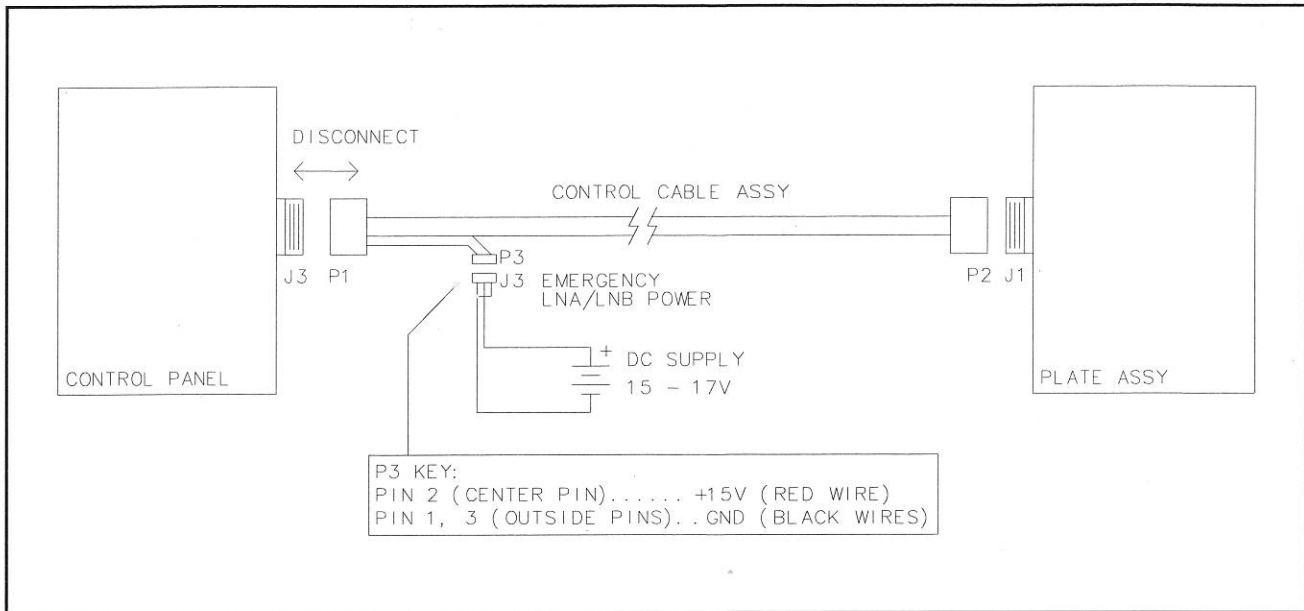 DISCONNECT
CONTROL CABLE ASSY
J3 P1
P3
J3 EMERGENCY
LNA/LNB POWER
P2 J1
+ DC SUPPLY
15 - 17V
CONTROL PANEL
PLATE ASSY
P3 KEY:
PIN 2 (CENTER PIN)...... +15V (RED WIRE)
PIN 1, 3 (OUTSIDE PINS)..GND (BLACK WIRES)